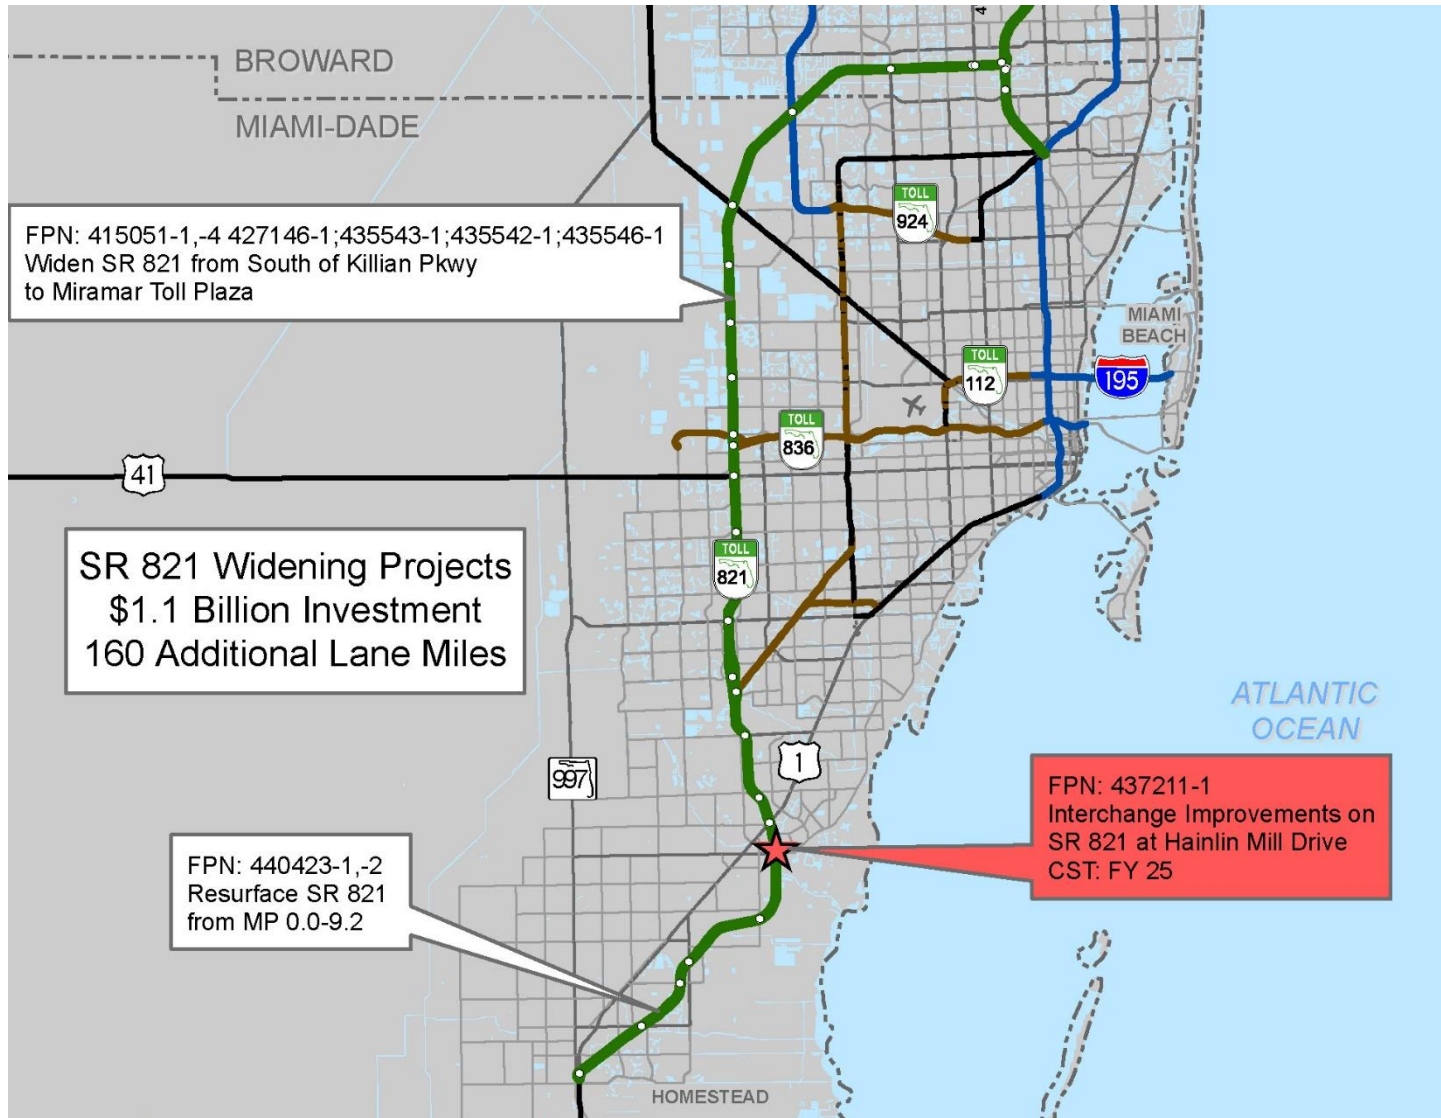 4
BROWARD
MIAMI-DADE
TOLL
924
FPN: 415051-1,-4 427146-1;435543-1;435542-1;435546-1
Widen SR 821 from South of Killian Pkwy
to Miramar Toll Plaza
MIAMI
BEACH
TOLL
112
195
TOLL
836
41
SR 821 Widening Projects
$1.1 Billion Investment
160 Additional Lane Miles
TOLL
821
ATLANTIC
OCEAN
1
997
FPN: 437211-1
Interchange Improvements on
SR 821 at Hainlin Mill Drive
CST: FY 25
FPN: 440423-1,-2
Resurface SR 821
from MP 0.0-9.2
HOMESTEAD